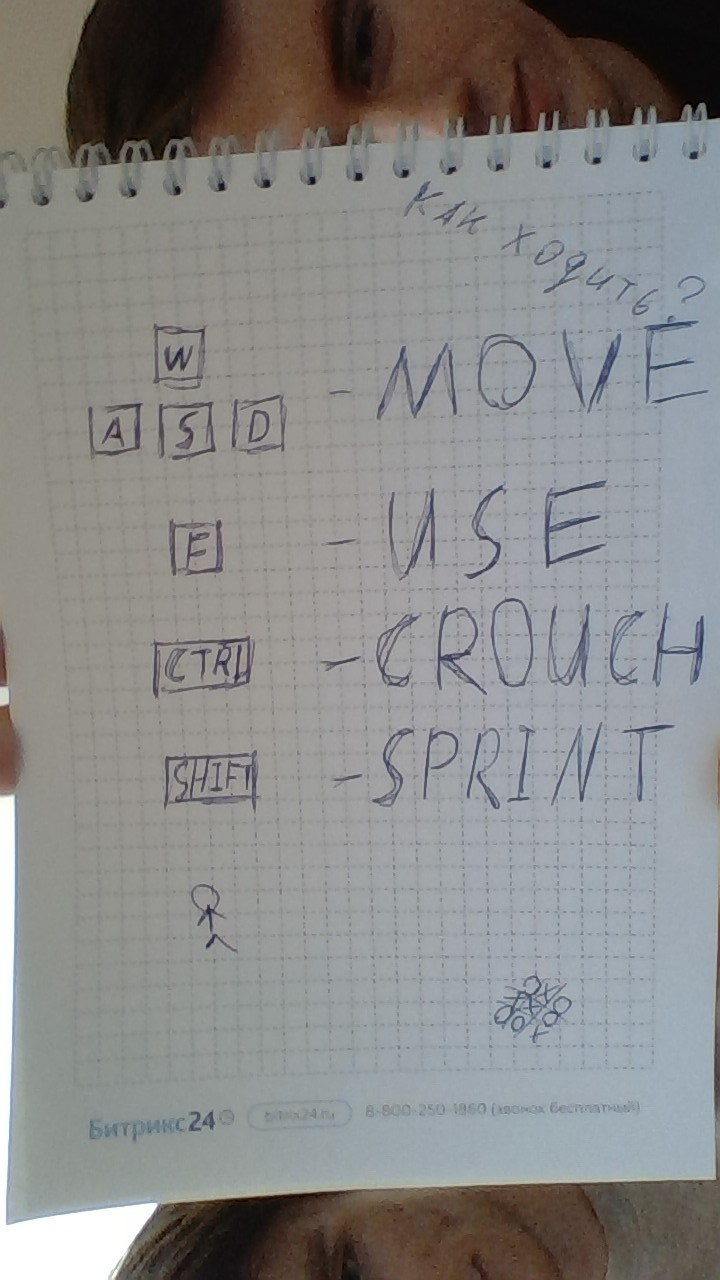 как ходить?
W
A S D - MOVE
E - USE
CTRL - CROUCH
SHIFT - SPRINT
Битрикс24 bitrix24.ru 8-800-250-1860 (звонок бесплатный)